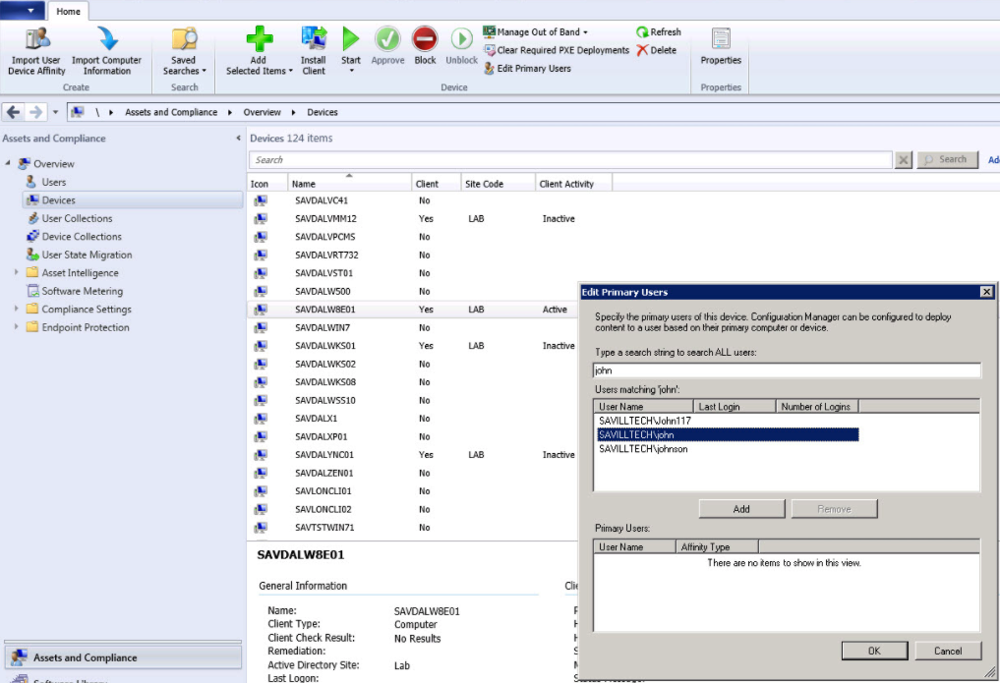 Home
Import User Device Affinity
Import Computer Information
Saved Searches
Add Selected Items
Install Client
Start
Approve
Block
Unblock
Manage Out of Band
Clear Required PXE Deployments
Edit Primary Users
Refresh
Delete
Properties
Create
Search
Device
Properties
\ Assets and Compliance Overview Devices
Assets and Compliance
Overview
Users
Devices
User Collections
Device Collections
User State Migration
Asset Intelligence
Software Metering
Compliance Settings
Endpoint Protection
Assets and Compliance
Software Library
Devices 124 items
Search Search
Icon Name Client Site Code Client Activity
SAVDALVC41 No
SAVDALVMM12 Yes LAB Inactive
SAVDALVPCMS No
SAVDALVRT732 No
SAVDALVST01 No
SAVDALW500 No
SAVDALW8E01 Yes LAB Active
SAVDALWIN7 No
SAVDALWKS01 Yes LAB Inactive
SAVDALWKS02 No
SAVDALWKS08 No
SAVDALWSS10 No
SAVDALX1 No
SAVDALXP01 No
SAVDALYNC01 Yes LAB Inactive
SAVDALZEN01 No
SAVLONCLI01 No
SAVLONCLI02 No
SAVTSTWIN71 No
SAVDALW8E01
General Information
Name: SAVDALW8E01
Client Type: Computer
Client Check Result: No Results
Remediation:
Active Directory Site: Lab
Last Logon:
Edit Primary Users
Specify the primary users of this device. Configuration Manager can be configured to deploy
content to a user based on their primary computer or device.
Type a search string to search ALL users:
john
Users matching 'john':
User Name Last Login Number of Logins
SAVILLTECH\John117
SAVILLTECH\john
SAVILLTECH\johnson
Add Remove
Primary Users:
User Name Affinity Type
There are no items to show in this view.
OK Cancel